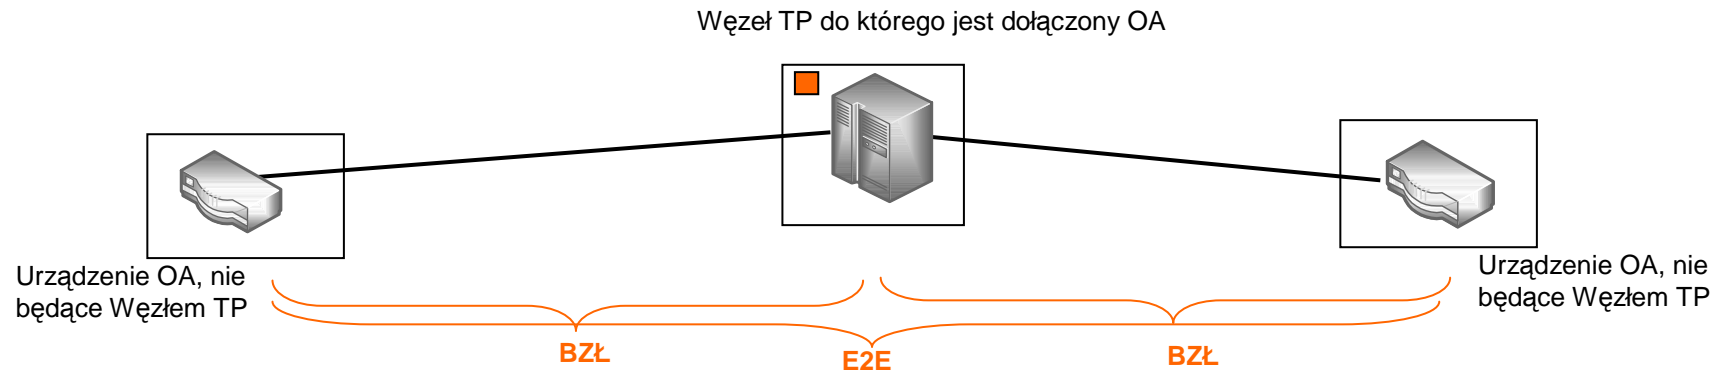 Węzeł TP do którego jest dołączony OA
Urządzenie OA, nie
będące Węzłem TP
Urządzenie OA, nie
będące Węzłem TP
BZŁ
E2E
BZŁ